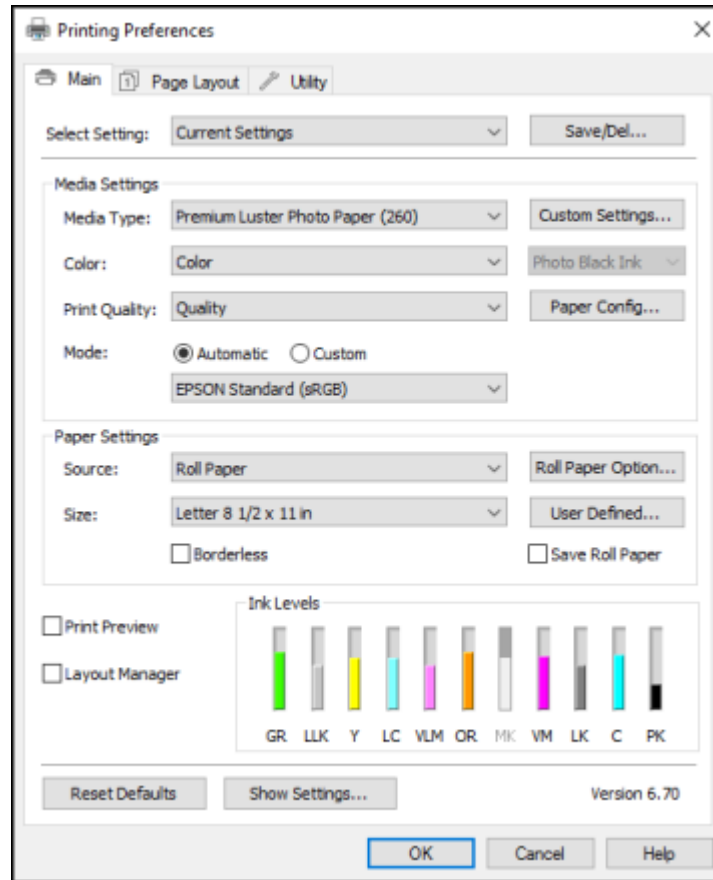 Printing Preferences
Main 1 Page Layout Utility
Select Setting: Current Settings Save/Del...
Media Settings
Media Type: Premium Luster Photo Paper (260) Custom Settings...
Color: Color Photo Black Ink
Print Quality: Quality Paper Config...
Mode: Automatic Custom
EPSON Standard (sRGB)
Paper Settings
Source: Roll Paper Roll Paper Option...
Size: Letter 8 1/2 x 11 in User Defined...
Borderless Save Roll Paper
Print Preview
Layout Manager
Ink Levels
GR LLK Y LC VLM OR MK VM LK C PK
Reset Defaults Show Settings... Version 6.70
OK Cancel Help